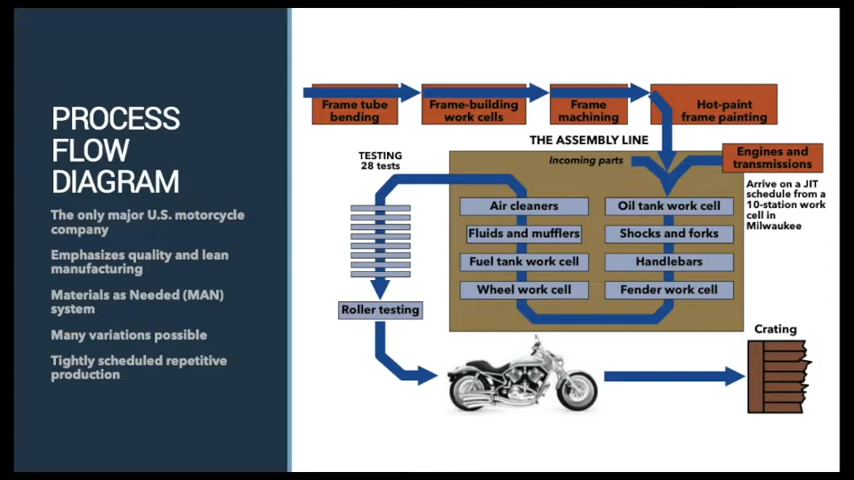 PROCESS
FLOW
DIAGRAM
The only major U.S. motorcycle
company
Emphasizes quality and lean
manufacturing
Materials as Needed (MAN)
system
Many variations possible
Tightly scheduled repetitive
production
Frame tube
bending
Frame-building
work cells
Frame
machining
Hot-paint
frame painting
THE ASSEMBLY LINE
TESTING
28 tests
Incoming parts
Engines and
transmissions
Arrive on a JIT
schedule from a
10-station work
cell in
Milwaukee
Air cleaners
Oil tank work cell
Fluids and mufflers
Shocks and forks
Fuel tank work cell
Handlebars
Wheel work cell
Fender work cell
Roller testing
Crating